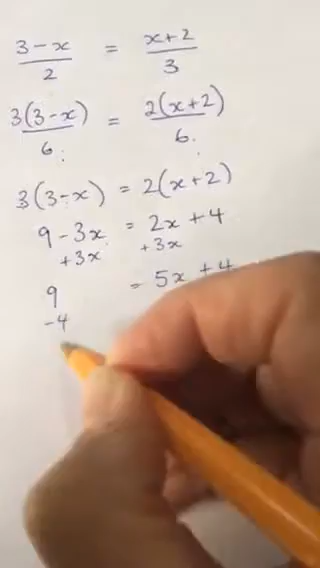 3-x/2 = x+2/3
3(3-x)/6 = 2(x+2)/6
3(3-x) = 2(x+2)
9-3x = 2x+4
+3x +3x
9 = 5x+4
-4